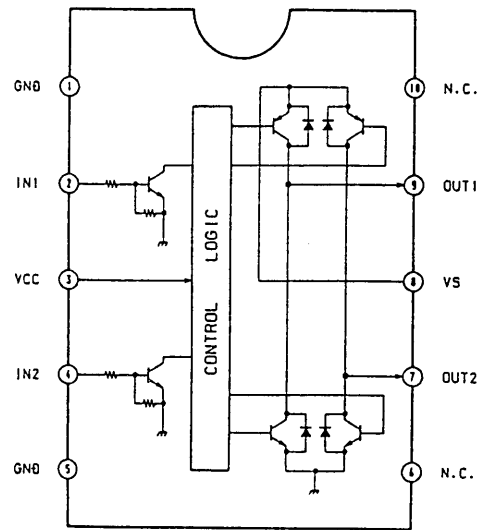 GND 1
IN1 2
VCC 3
IN2 4
GND 5
CONTROL LOGIC
10 N.C.
9 OUT1
8 VS
7 OUT2
6 N.C.